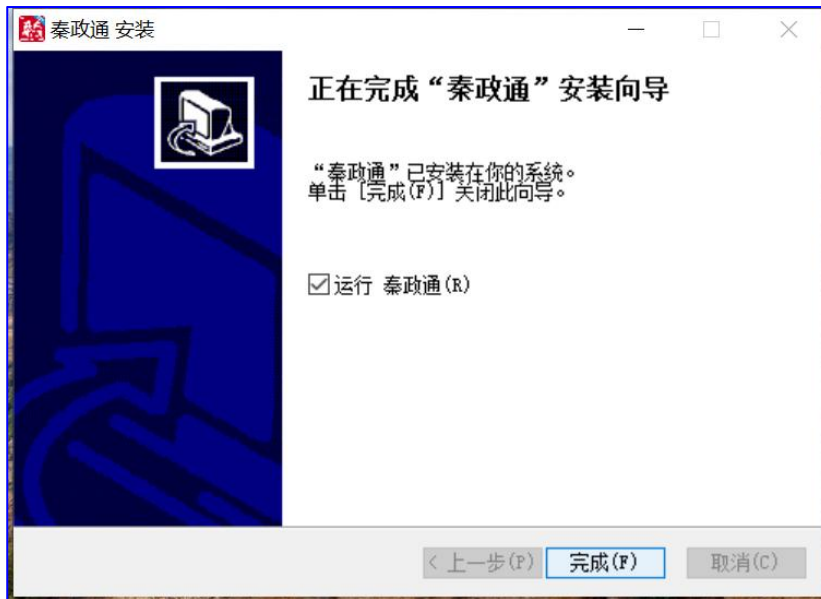 秦政通 安装
正在完成“秦政通”安装向导
“秦政通”已安装在你的系统。
单击 [完成(F)] 关闭此向导。
运行 秦政通(R)
< 上一步(P) 完成(F) 取消(C)